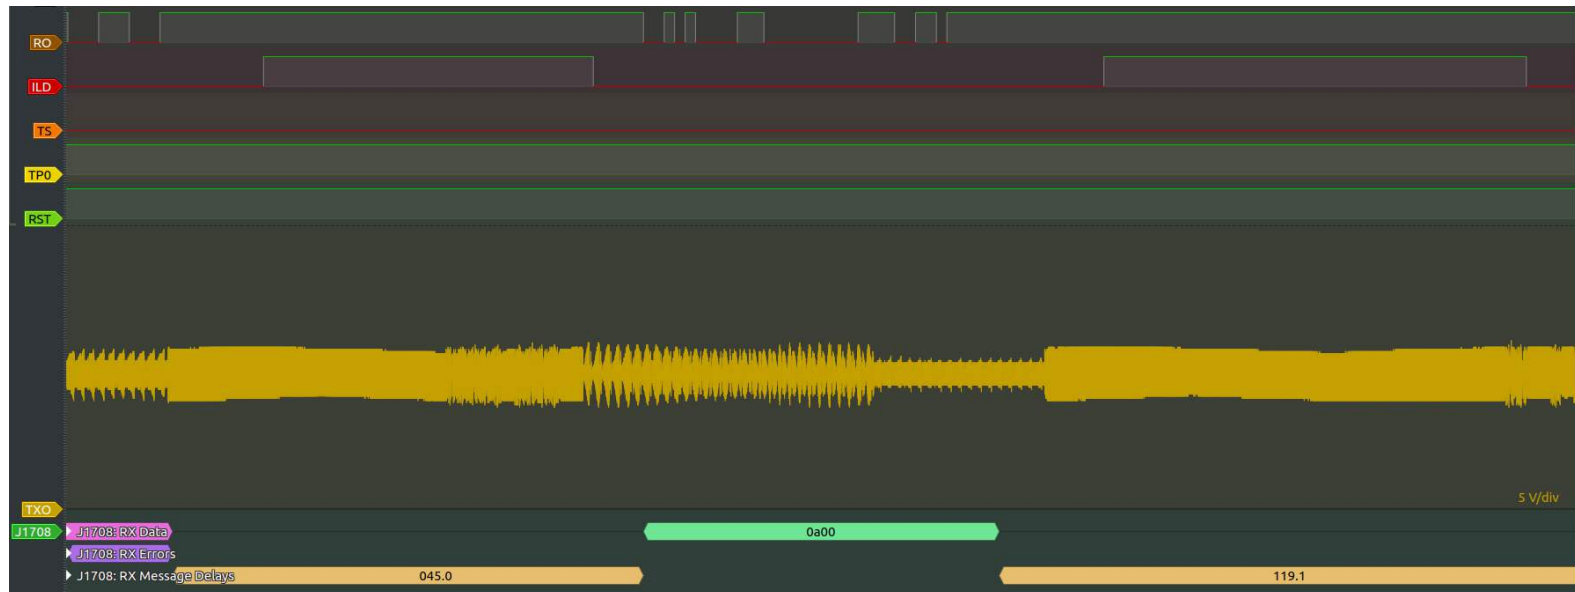 RO
ILD
TS
TP0
RST
5 V/div
TXO
J1708 J1708: RX Data 0a00
J1708: RX Errors
J1708: RX Message Delays 045.0 119.1